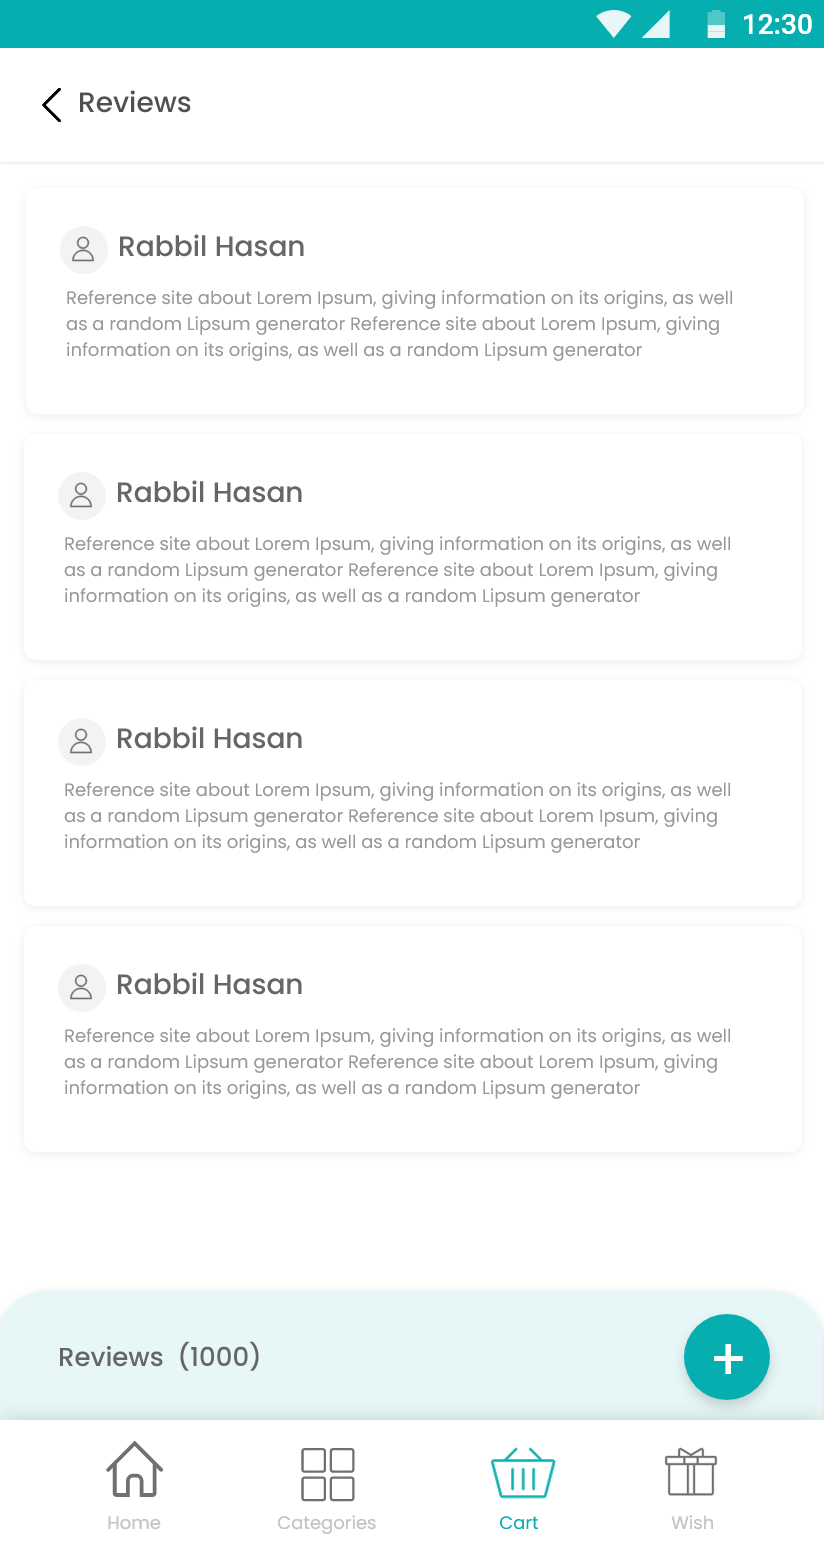 12:30
Reviews
Rabbil Hasan
Reference site about Lorem Ipsum, giving information on its origins, as well
as a random Lipsum generator Reference site about Lorem Ipsum, giving
information on its origins, as well as a random Lipsum generator
Rabbil Hasan
Reference site about Lorem Ipsum, giving information on its origins, as well
as a random Lipsum generator Reference site about Lorem Ipsum, giving
information on its origins, as well as a random Lipsum generator
Rabbil Hasan
Reference site about Lorem Ipsum, giving information on its origins, as well
as a random Lipsum generator Reference site about Lorem Ipsum, giving
information on its origins, as well as a random Lipsum generator
Rabbil Hasan
Reference site about Lorem Ipsum, giving information on its origins, as well
as a random Lipsum generator Reference site about Lorem Ipsum, giving
information on its origins, as well as a random Lipsum generator
Reviews (1000)
Home Categories Cart Wish